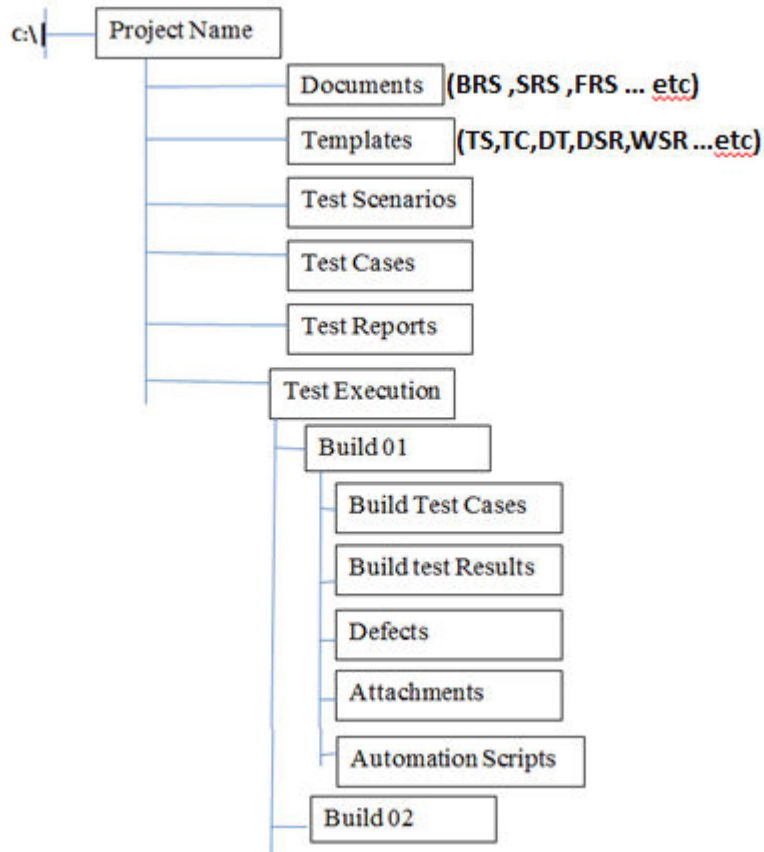 C:\ Project Name
Documents (BRS ,SRS ,FRS ... etc)
Templates (TS,TC,DT,DSR,WSR ...etc)
Test Scenarios
Test Cases
Test Reports
Test Execution
Build 01
Build Test Cases
Build test Results
Defects
Attachments
Automation Scripts
Build 02